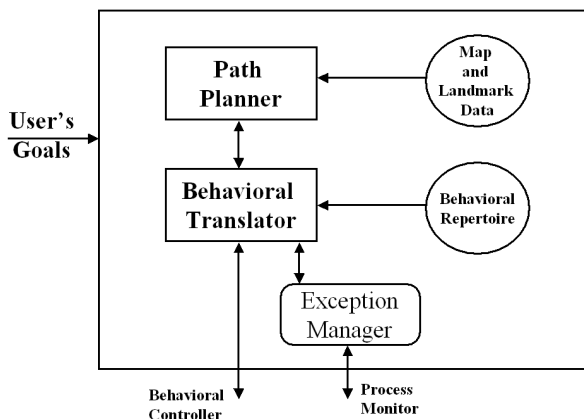 Path
Planner
Map
and
Landmark
Data
User's
Goals
Behavioral
Translator
Behavioral
Repertoire
Exception
Manager
Behavioral
Controller
Process
Monitor